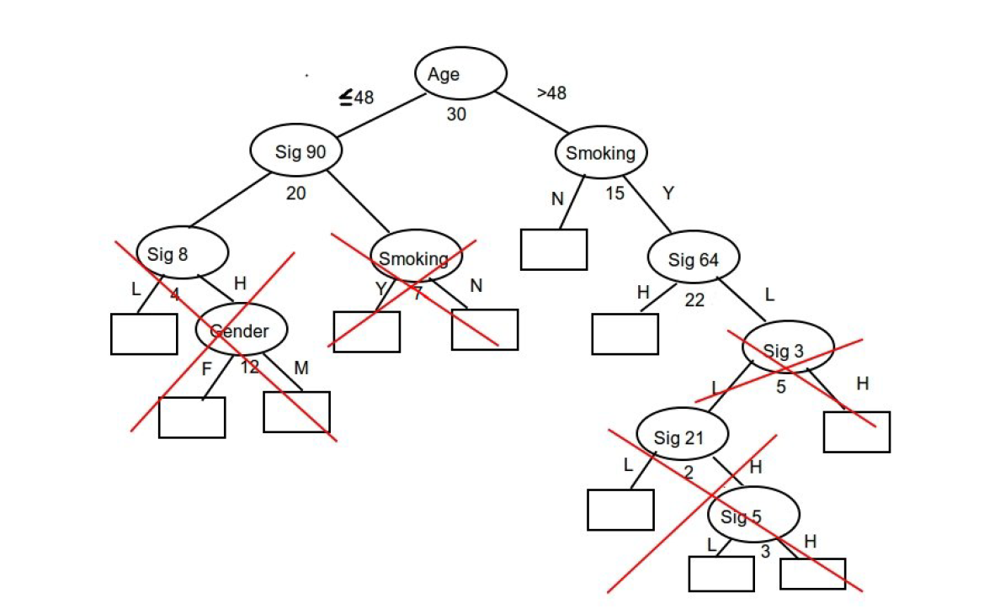 Age
≤48
>48
30
Sig 90
Smoking
20
N
15
Y
Sig 8
Smoking
Sig 64
L
4
H
Y
7
N
H
22
L
Gender
Sig 3
F
12
M
L
5
H
Sig 21
L
2
H
Sig 5
L
3
H